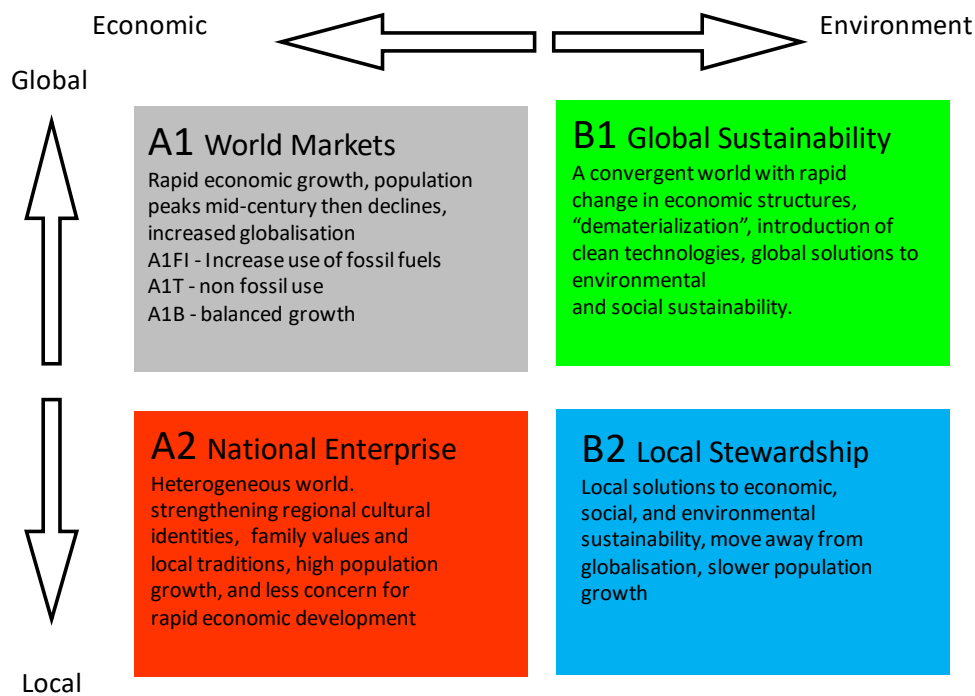 Economic
Environment
Global
A1 World Markets
Rapid economic growth, population
peaks mid-century then declines,
increased globalisation
A1FI - Increase use of fossil fuels
A1T - non fossil use
A1B - balanced growth
B1 Global Sustainability
A convergent world with rapid
change in economic structures,
“dematerialization”, introduction of
clean technologies, global solutions to
environmental
and social sustainability.
A2 National Enterprise
Heterogeneous world.
strengthening regional cultural
identities, family values and
local traditions, high population
growth, and less concern for
rapid economic development
B2 Local Stewardship
Local solutions to economic,
social, and environmental
sustainability, move away from
globalisation, slower population
growth
Local